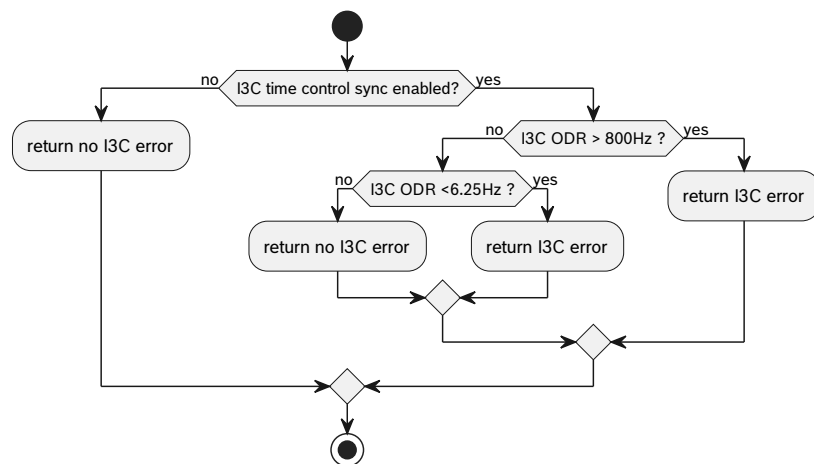 no
I3C time control sync enabled?
yes
return no I3C error
no
I3C ODR > 800Hz ?
yes
no
I3C ODR <6.25Hz ?
yes
return I3C error
return no I3C error
return I3C error